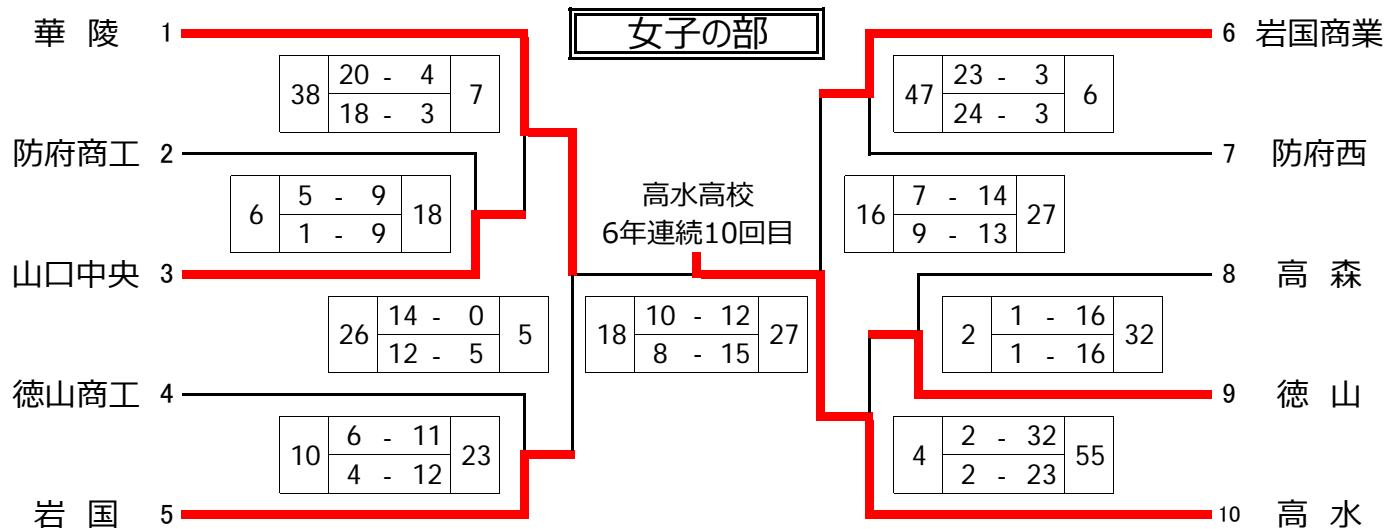 女子の部
華 陵 1
38 20 - 4 7
18 - 3
防府商工 2
6 5 - 9 18
1 - 9
山口中央 3
26 14 - 0 5
12 - 5
徳山商工 4
10 6 - 11 23
4 - 12
岩 国 5
高水高校
6年連続10回目
18 10 - 12 27
8 - 15
6 岩国商業
47 23 - 3 6
24 - 3
7 防府西
16 7 - 14 27
9 - 13
8 高 森
2 1 - 16 32
1 - 16
9 徳 山
4 2 - 32 55
2 - 23
10 高 水